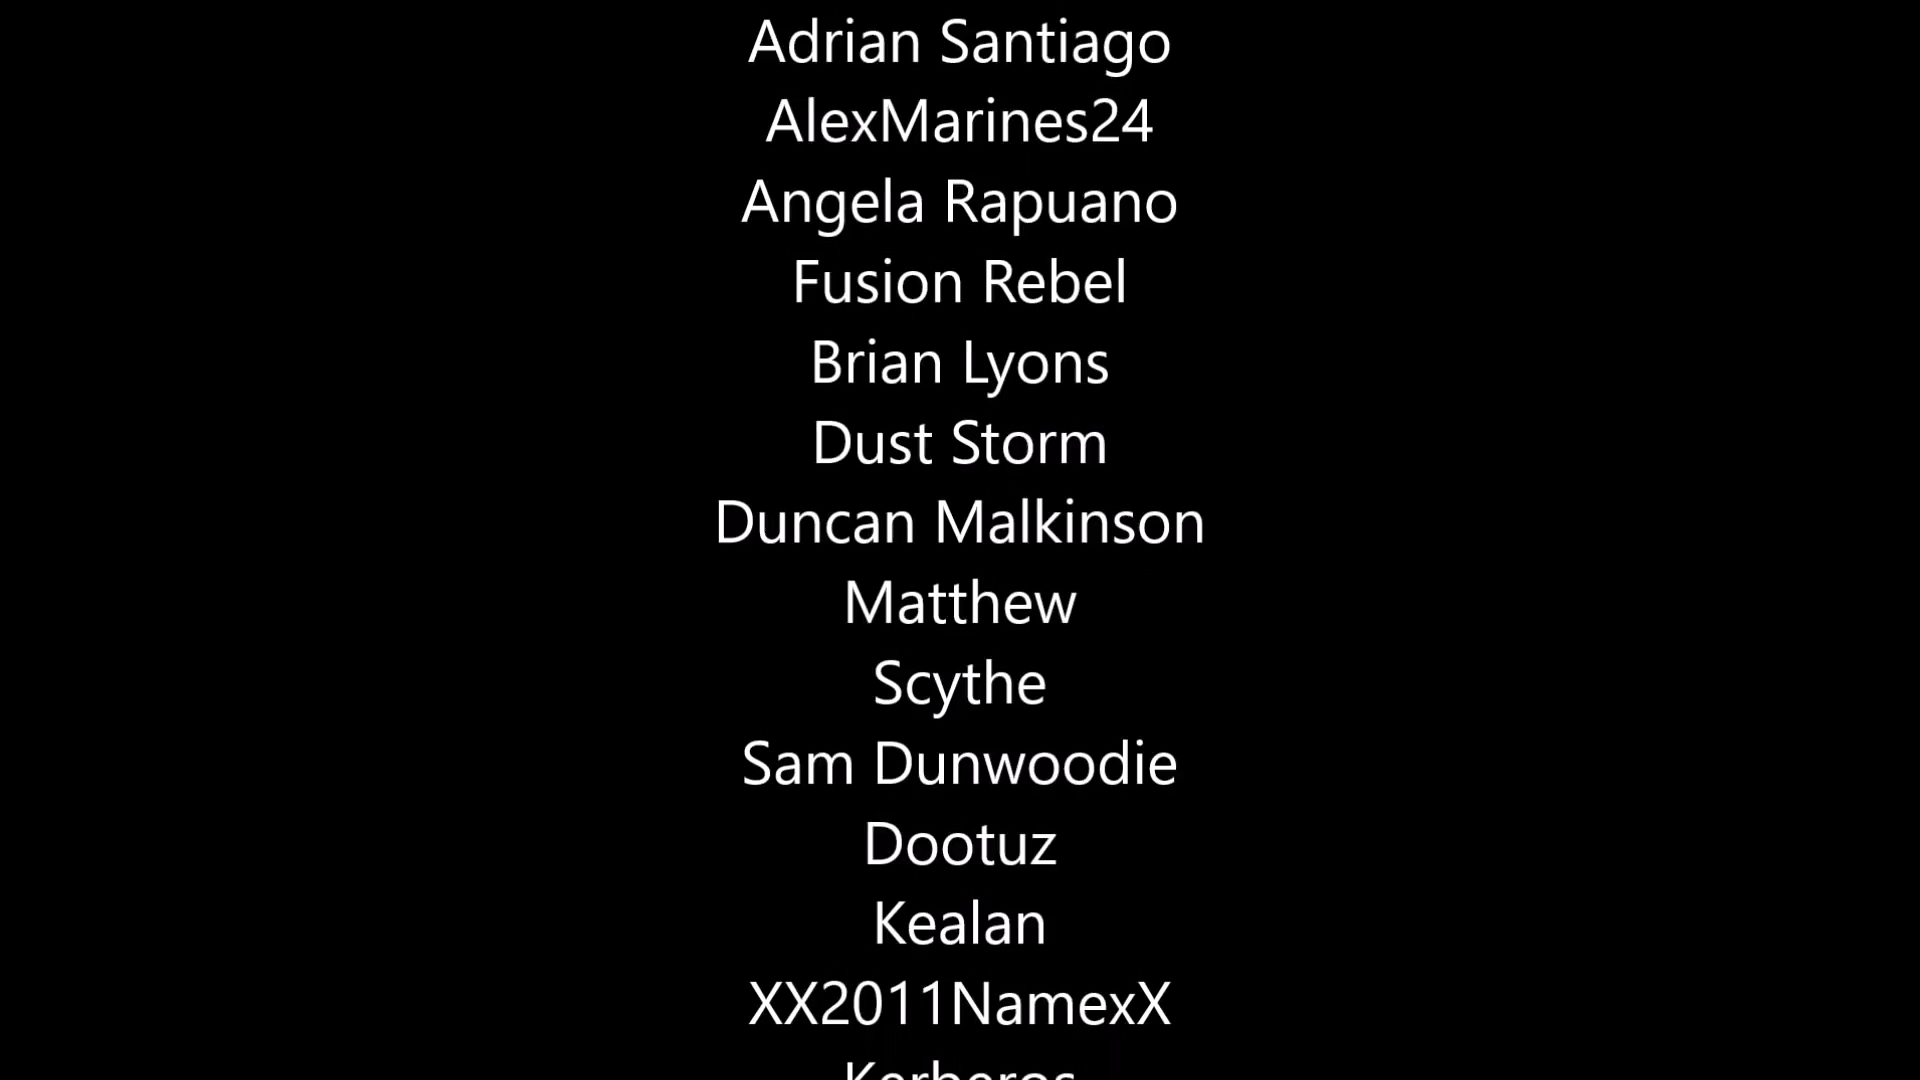 Adrian Santiago
AlexMarines24
Angela Rapuano
Fusion Rebel
Brian Lyons
Dust Storm
Duncan Malkinson
Matthew
Scythe
Sam Dunwoodie
Dootuz
Kealan
XX2011NamexX
Kerberos